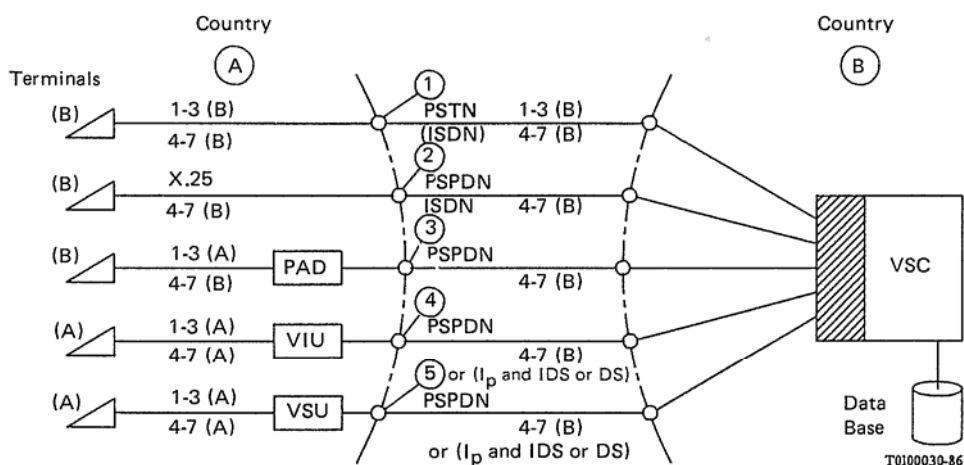 Country
Country
A
B
Terminals
(B)
1-3 (B)
4-7 (B)
1
PSTN
(ISDN)
1-3 (B)
4-7 (B)
(B)
X.25
4-7 (B)
2
PSPDN
ISDN
4-7 (B)
(B)
1-3 (A)
4-7 (B)
PAD
3
PSPDN
4-7 (B)
VSC
(A)
1-3 (A)
4-7 (A)
VIU
4
PSPDN
4-7 (B)
(A)
1-3 (A)
4-7 (A)
VSU
5 or (Ip and IDS or DS)
PSPDN
4-7 (B)
or (Ip and IDS or DS)
Data
Base
T0100030-86